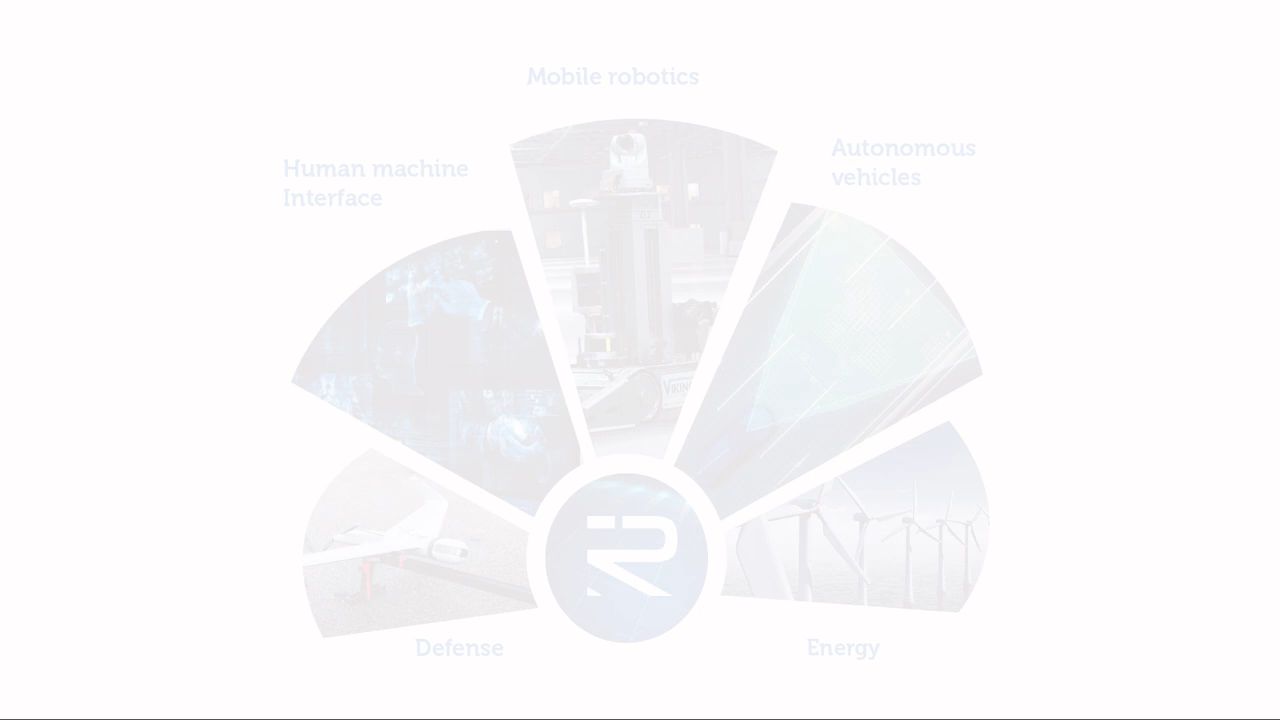 Mobile robotics
Autonomous
vehicles
Human machine
Interface
Defense
Energy